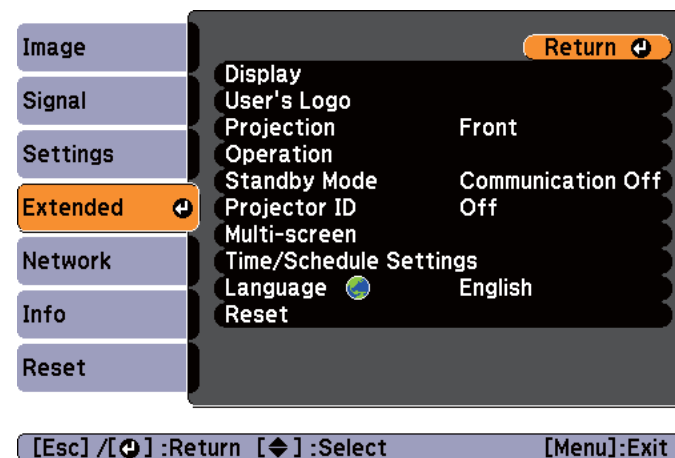 Image
Signal
Settings
Extended
Network
Info
Reset
Return
Display
User's Logo
Projection Front
Operation
Standby Mode Communication Off
Projector ID Off
Multi-screen
Time/Schedule Settings
Language English
Reset
[Esc] /[ ] :Return [ ] :Select [Menu]:Exit